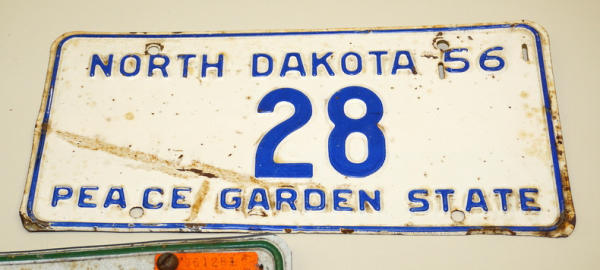 NORTH DAKOTA 56
28
PEACE GARDEN STATE